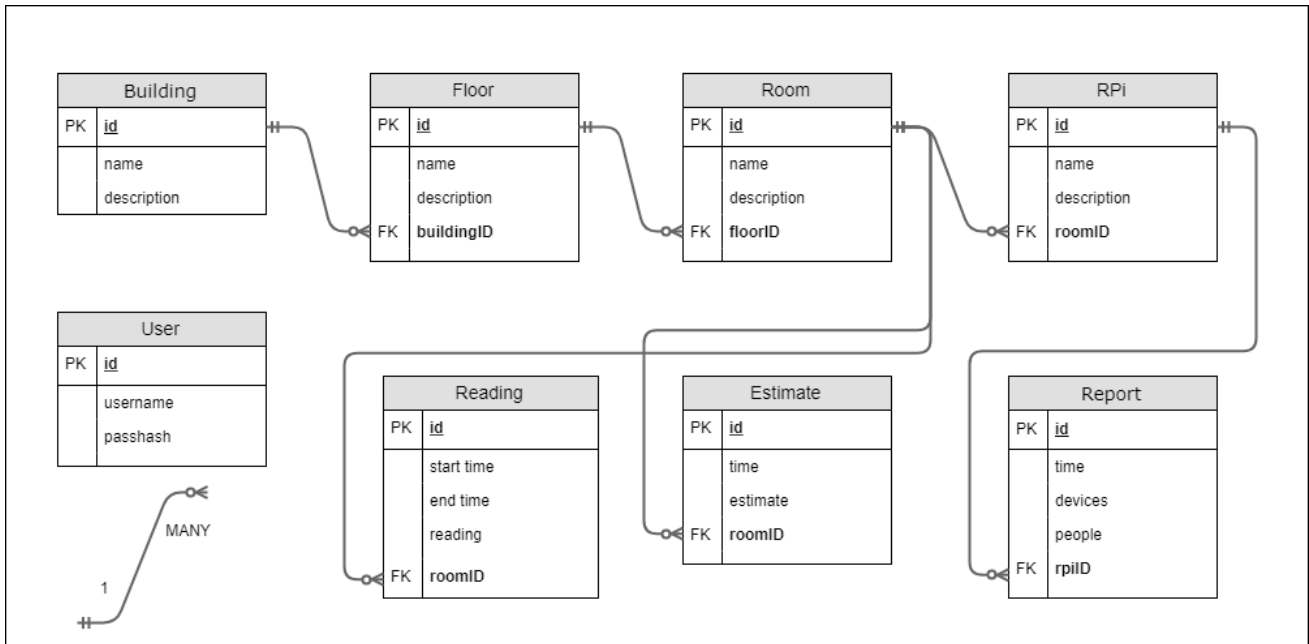 Building
PK id
name
description
Floor
PK id
name
description
FK buildingID
Room
PK id
name
description
FK floorID
RPi
PK id
name
description
FK roomID
User
PK id
username
passhash
MANY
1
Reading
PK id
start time
end time
reading
FK roomID
Estimate
PK id
time
estimate
FK roomID
Report
PK id
time
devices
people
FK rpiID